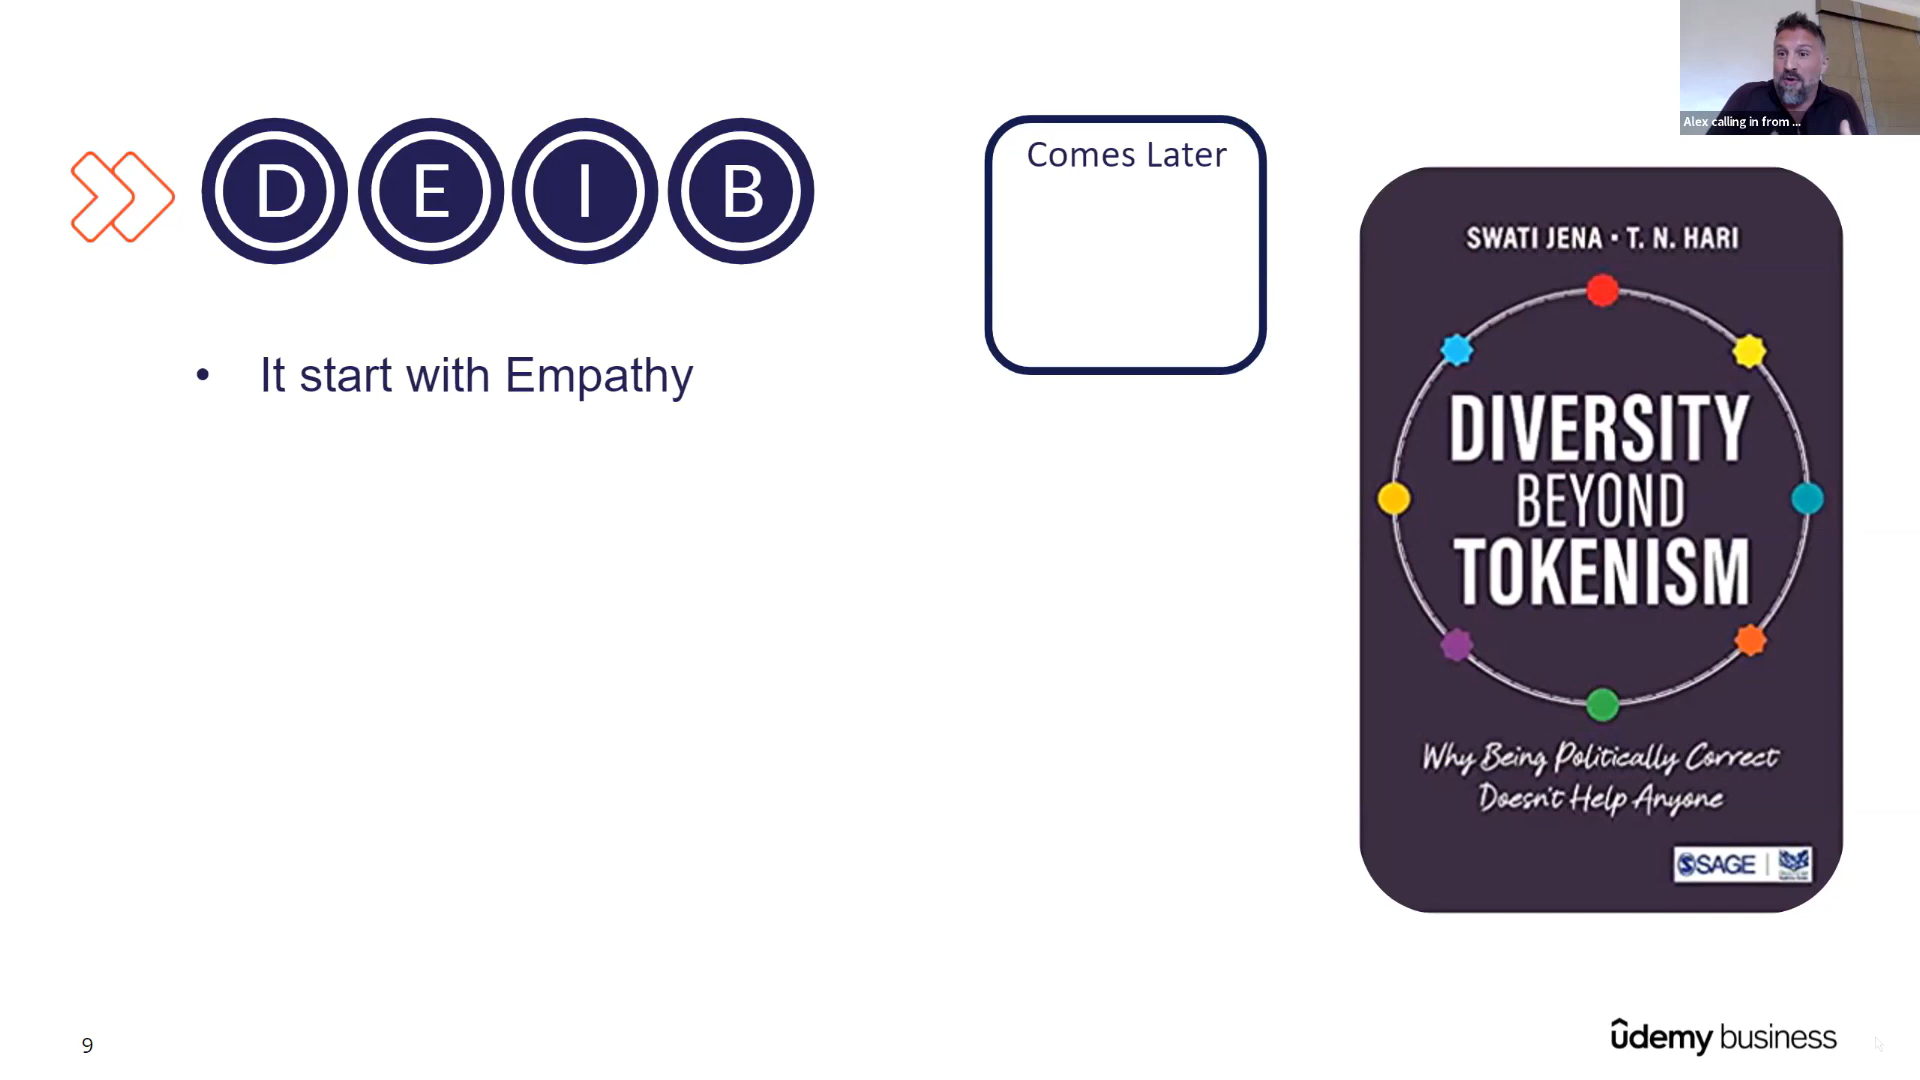 D E I B
Comes Later
• It start with Empathy
Alex calling in from ...
SWATI JENA • T. N. HARI
DIVERSITY
BEYOND
TOKENISM
Why Being Politically Correct
Doesn't Help Anyone
SAGE
9
ûdemy business